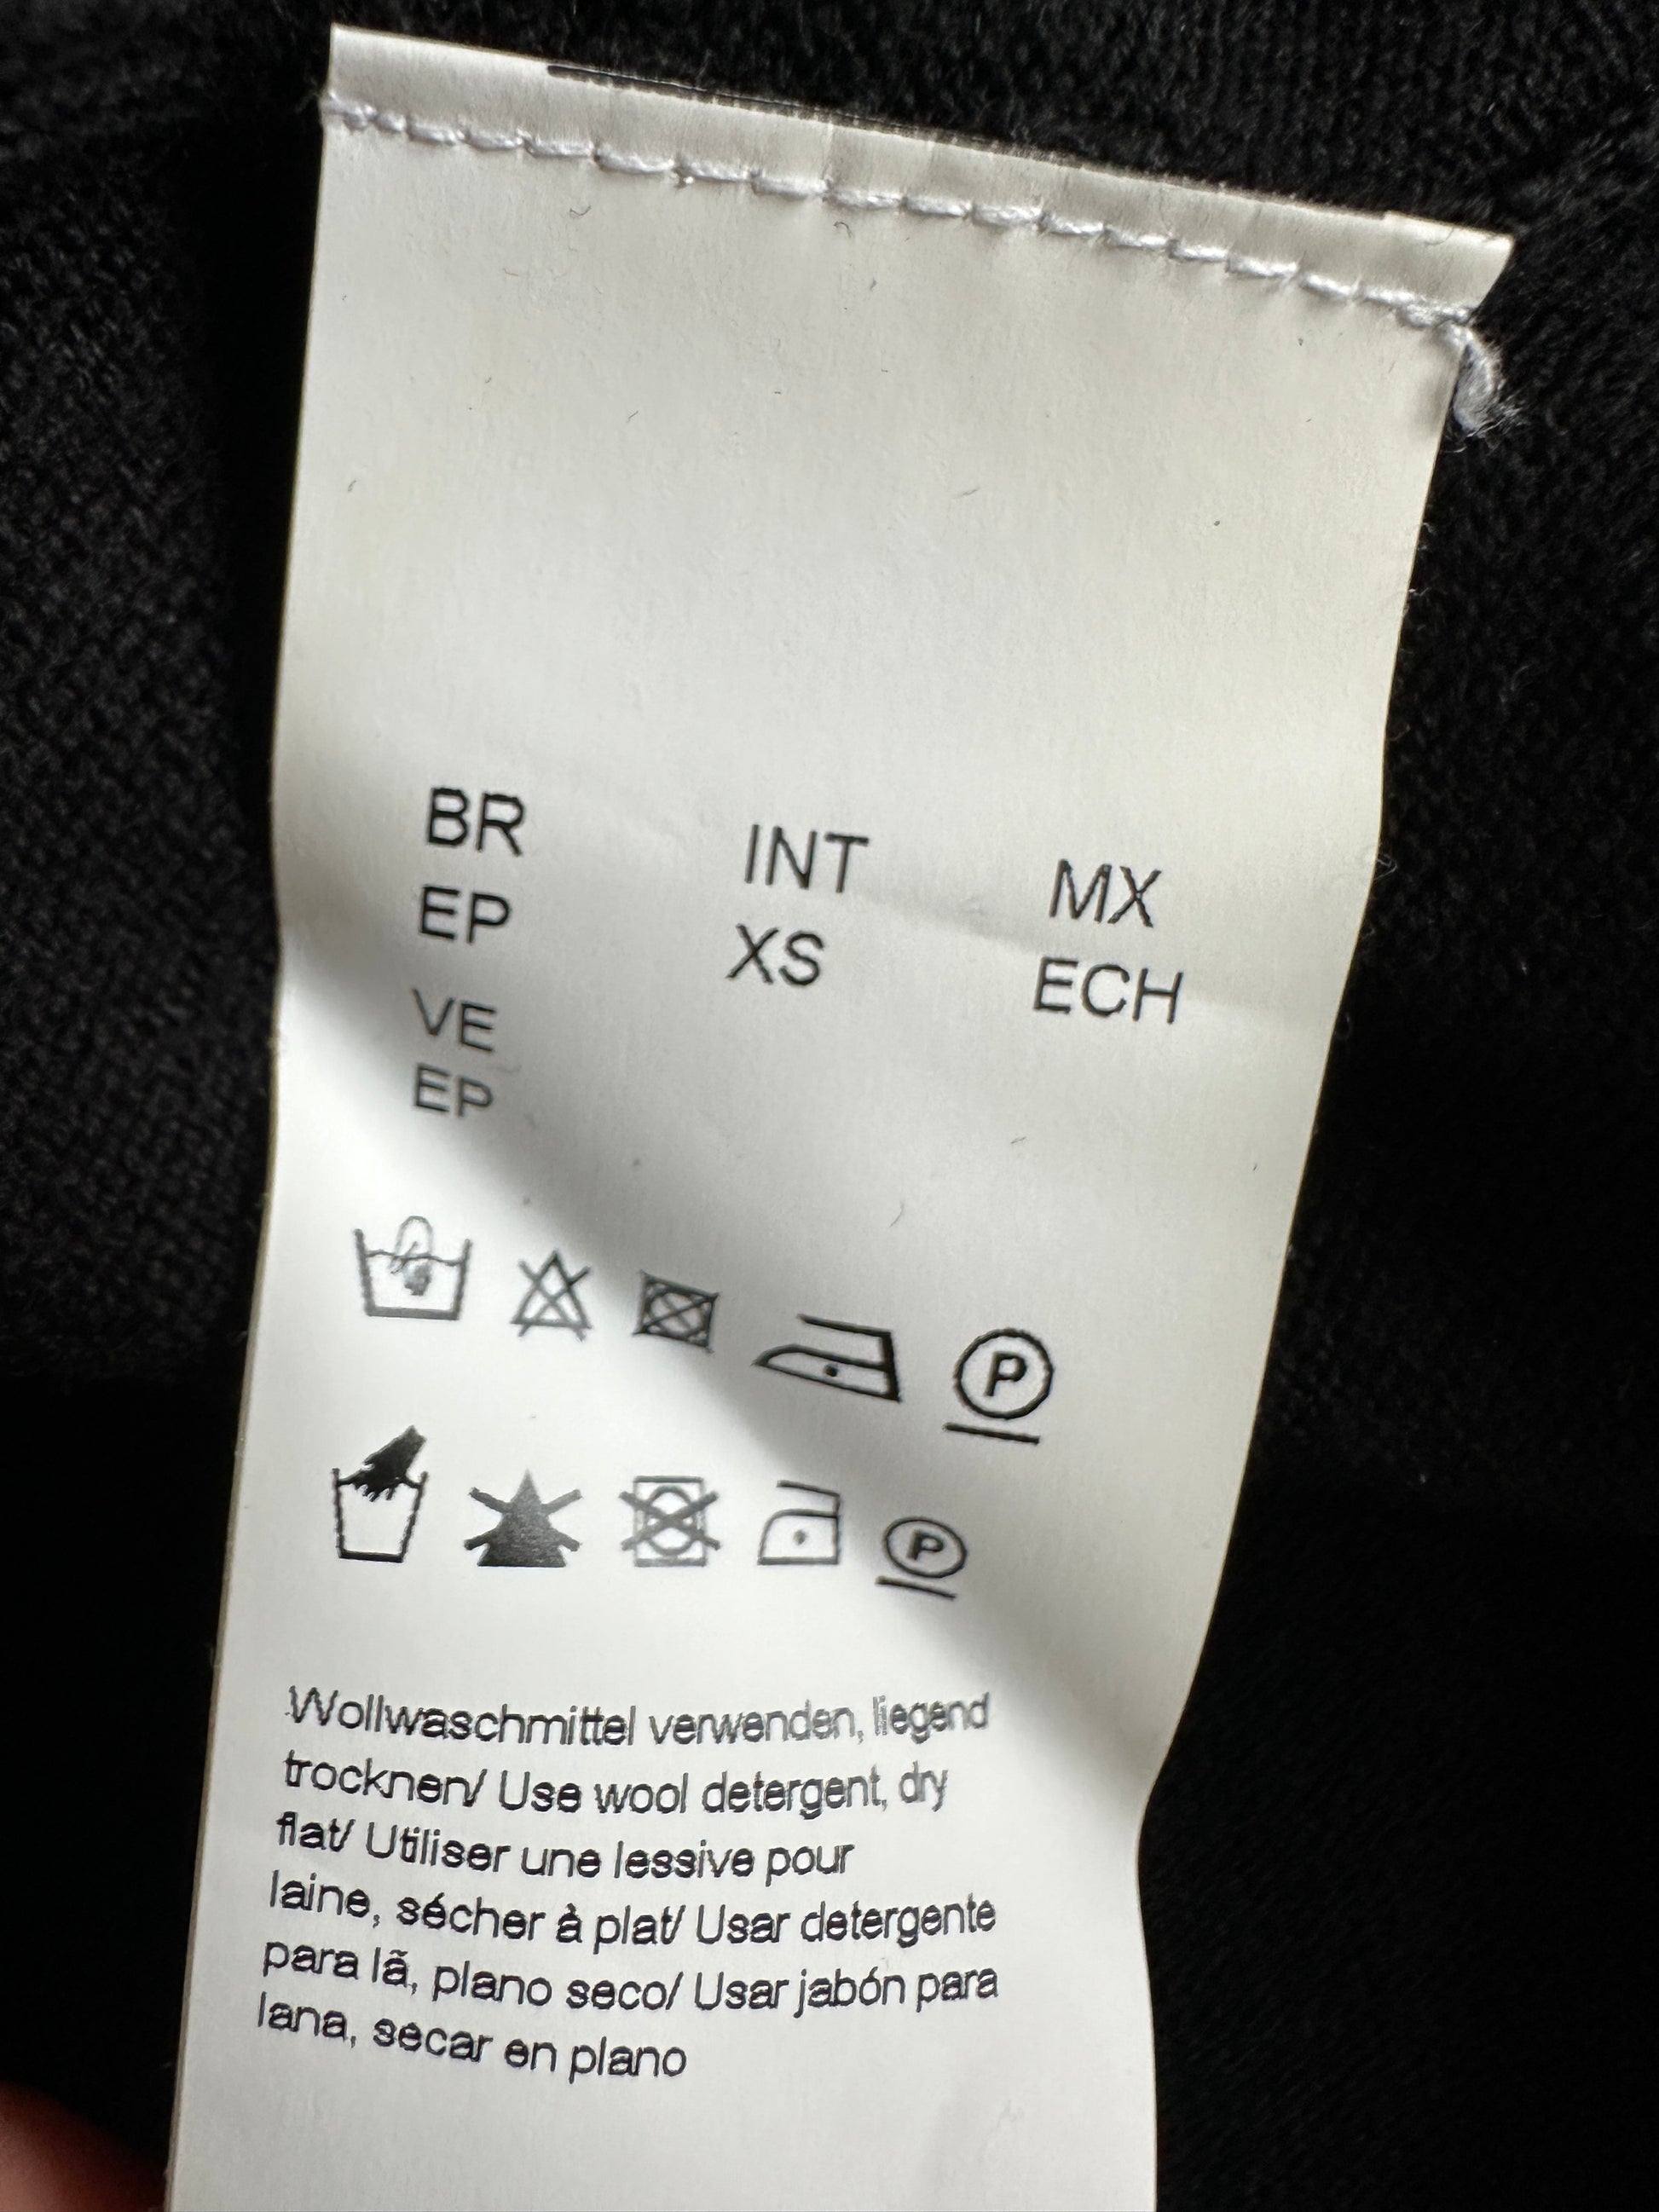 BR INT MX
EP XS ECH
VE
EP
P
P
Wollwaschmittel verwenden, liegend
trocknen/ Use wool detergent, dry
flat/ Utiliser une lessive pour
laine, sécher à plat/ Usar detergente
para lã, plano seco/ Usar jabón para
lana, secar en plano